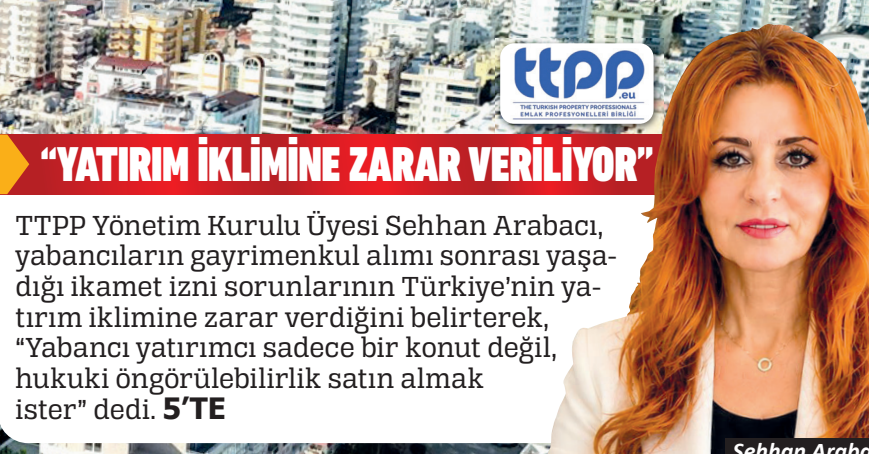 ttpp
.eu
THE TURKISH PROPERTY PROFESSIONALS
EMLAK PROFESYONELLERİ BİRLİĞİ
“YATIRIM İKLİMİNE ZARAR VERİLİYOR”
TTPP Yönetim Kurulu Üyesi Sehhan Arabacı,
yabancıların gayrimenkul alımı sonrası yaşa-
dığı ikamet izni sorunlarının Türkiye’nin ya-
tırım iklimine zarar verdiğini belirterek,
“Yabancı yatırımcı sadece bir konut değil,
hukuki öngörülebilirlik satın almak
ister” dedi. 5’TE
Sehhan Araba